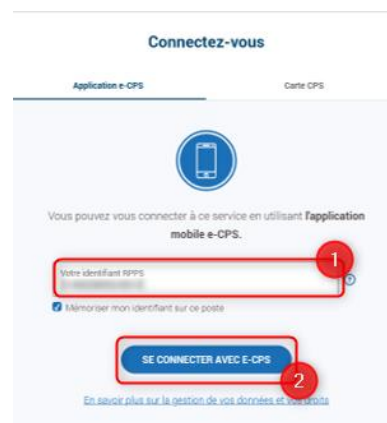 Connectez-vous
Application e-CPS
Carte CPS
Vous pouvez vous connecter à ce service en utilisant l'application
mobile e-CPS.
1
Votre identifiant RPPS
?
Mémoriser mon identifiant sur ce poste
SE CONNECTER AVEC E-CPS
2
En savoir plus sur la gestion de vos données et vos droits